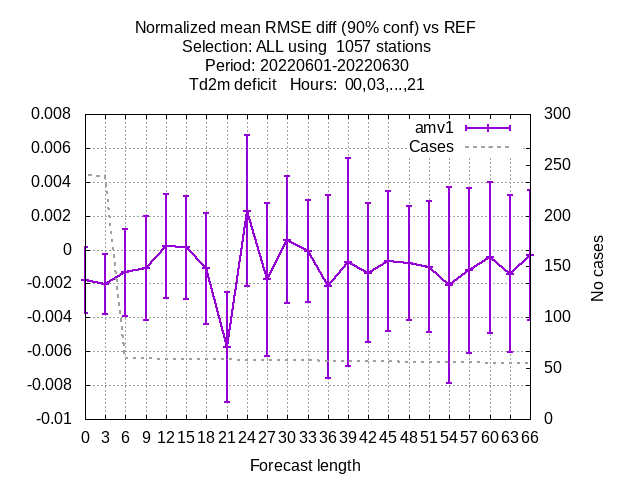 Normalized mean RMSE diff (90% conf) vs REF
Selection: ALL using  1057 stations
Period: 20220601-20220630
Td2m deficit   Hours:  00,03,...,21
0.008
0.006
0.004
0.002
0
-0.002
-0.004
-0.006
-0.008
-0.01
amv1
Cases
300
250
200
150
100
50
0
No cases
0 3 6 9 12 15 18 21 24 27 30 33 36 39 42 45 48 51 54 57 60 63 66
Forecast length